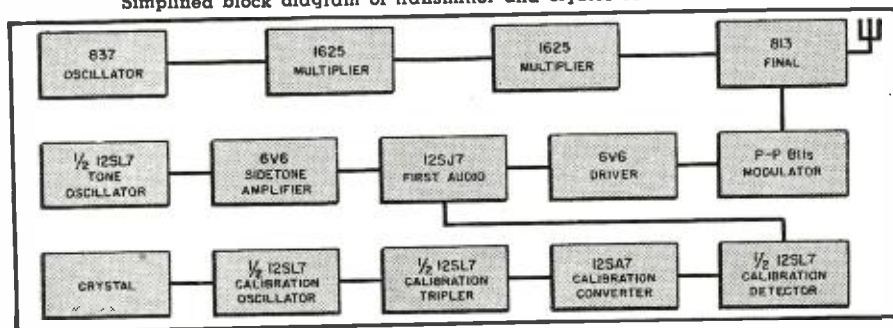 Simplified block diagram of transmitter and crystal
837
OSCILLATOR
1625
MULTIPLIER
1625
MULTIPLIER
813
FINAL
½ 12SL7
TONE
OSCILLATOR
6V6
SIDETONE
AMPLIFIER
12SJ7
FIRST AUDIO
6V6
DRIVER
P-P 811s
MODULATOR
CRYSTAL
½ 12SL7
CALIBRATION
OSCILLATOR
½ 12SL7
CALIBRATION
TRIPLER
12SA7
CALIBRATION
CONVERTER
½ 12SL7
CALIBRATION
DETECTOR